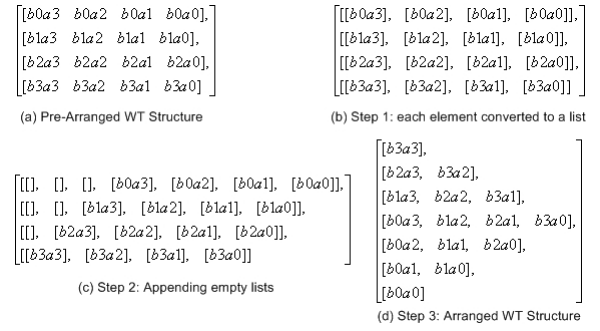 [[b0a3 b0a2 b0a1 b0a0],
[b1a3 b1a2 b1a1 b1a0],
[b2a3 b2a2 b2a1 b2a0],
[b3a3 b3a2 b3a1 b3a0]]
(a) Pre-Arranged WT Structure
[[[b0a3], [b0a2], [b0a1], [b0a0]],
[[b1a3], [b1a2], [b1a1], [b1a0]],
[[b2a3], [b2a2], [b2a1], [b2a0]],
[[b3a3], [b3a2], [b3a1], [b3a0]]]
(b) Step 1: each element converted to a list
[[[], [], [], [b0a3], [b0a2], [b0a1], [b0a0]],
[[], [], [b1a3], [b1a2], [b1a1], [b1a0]],
[[], [b2a3], [b2a2], [b2a1], [b2a0]],
[[b3a3], [b3a2], [b3a1], [b3a0]]]
(c) Step 2: Appending empty lists
[[b3a3],
[b2a3, b3a2],
[b1a3, b2a2, b3a1],
[b0a3, b1a2, b2a1, b3a0],
[b0a2, b1a1, b2a0],
[b0a1, b1a0],
[b0a0]]
(d) Step 3: Arranged WT Structure